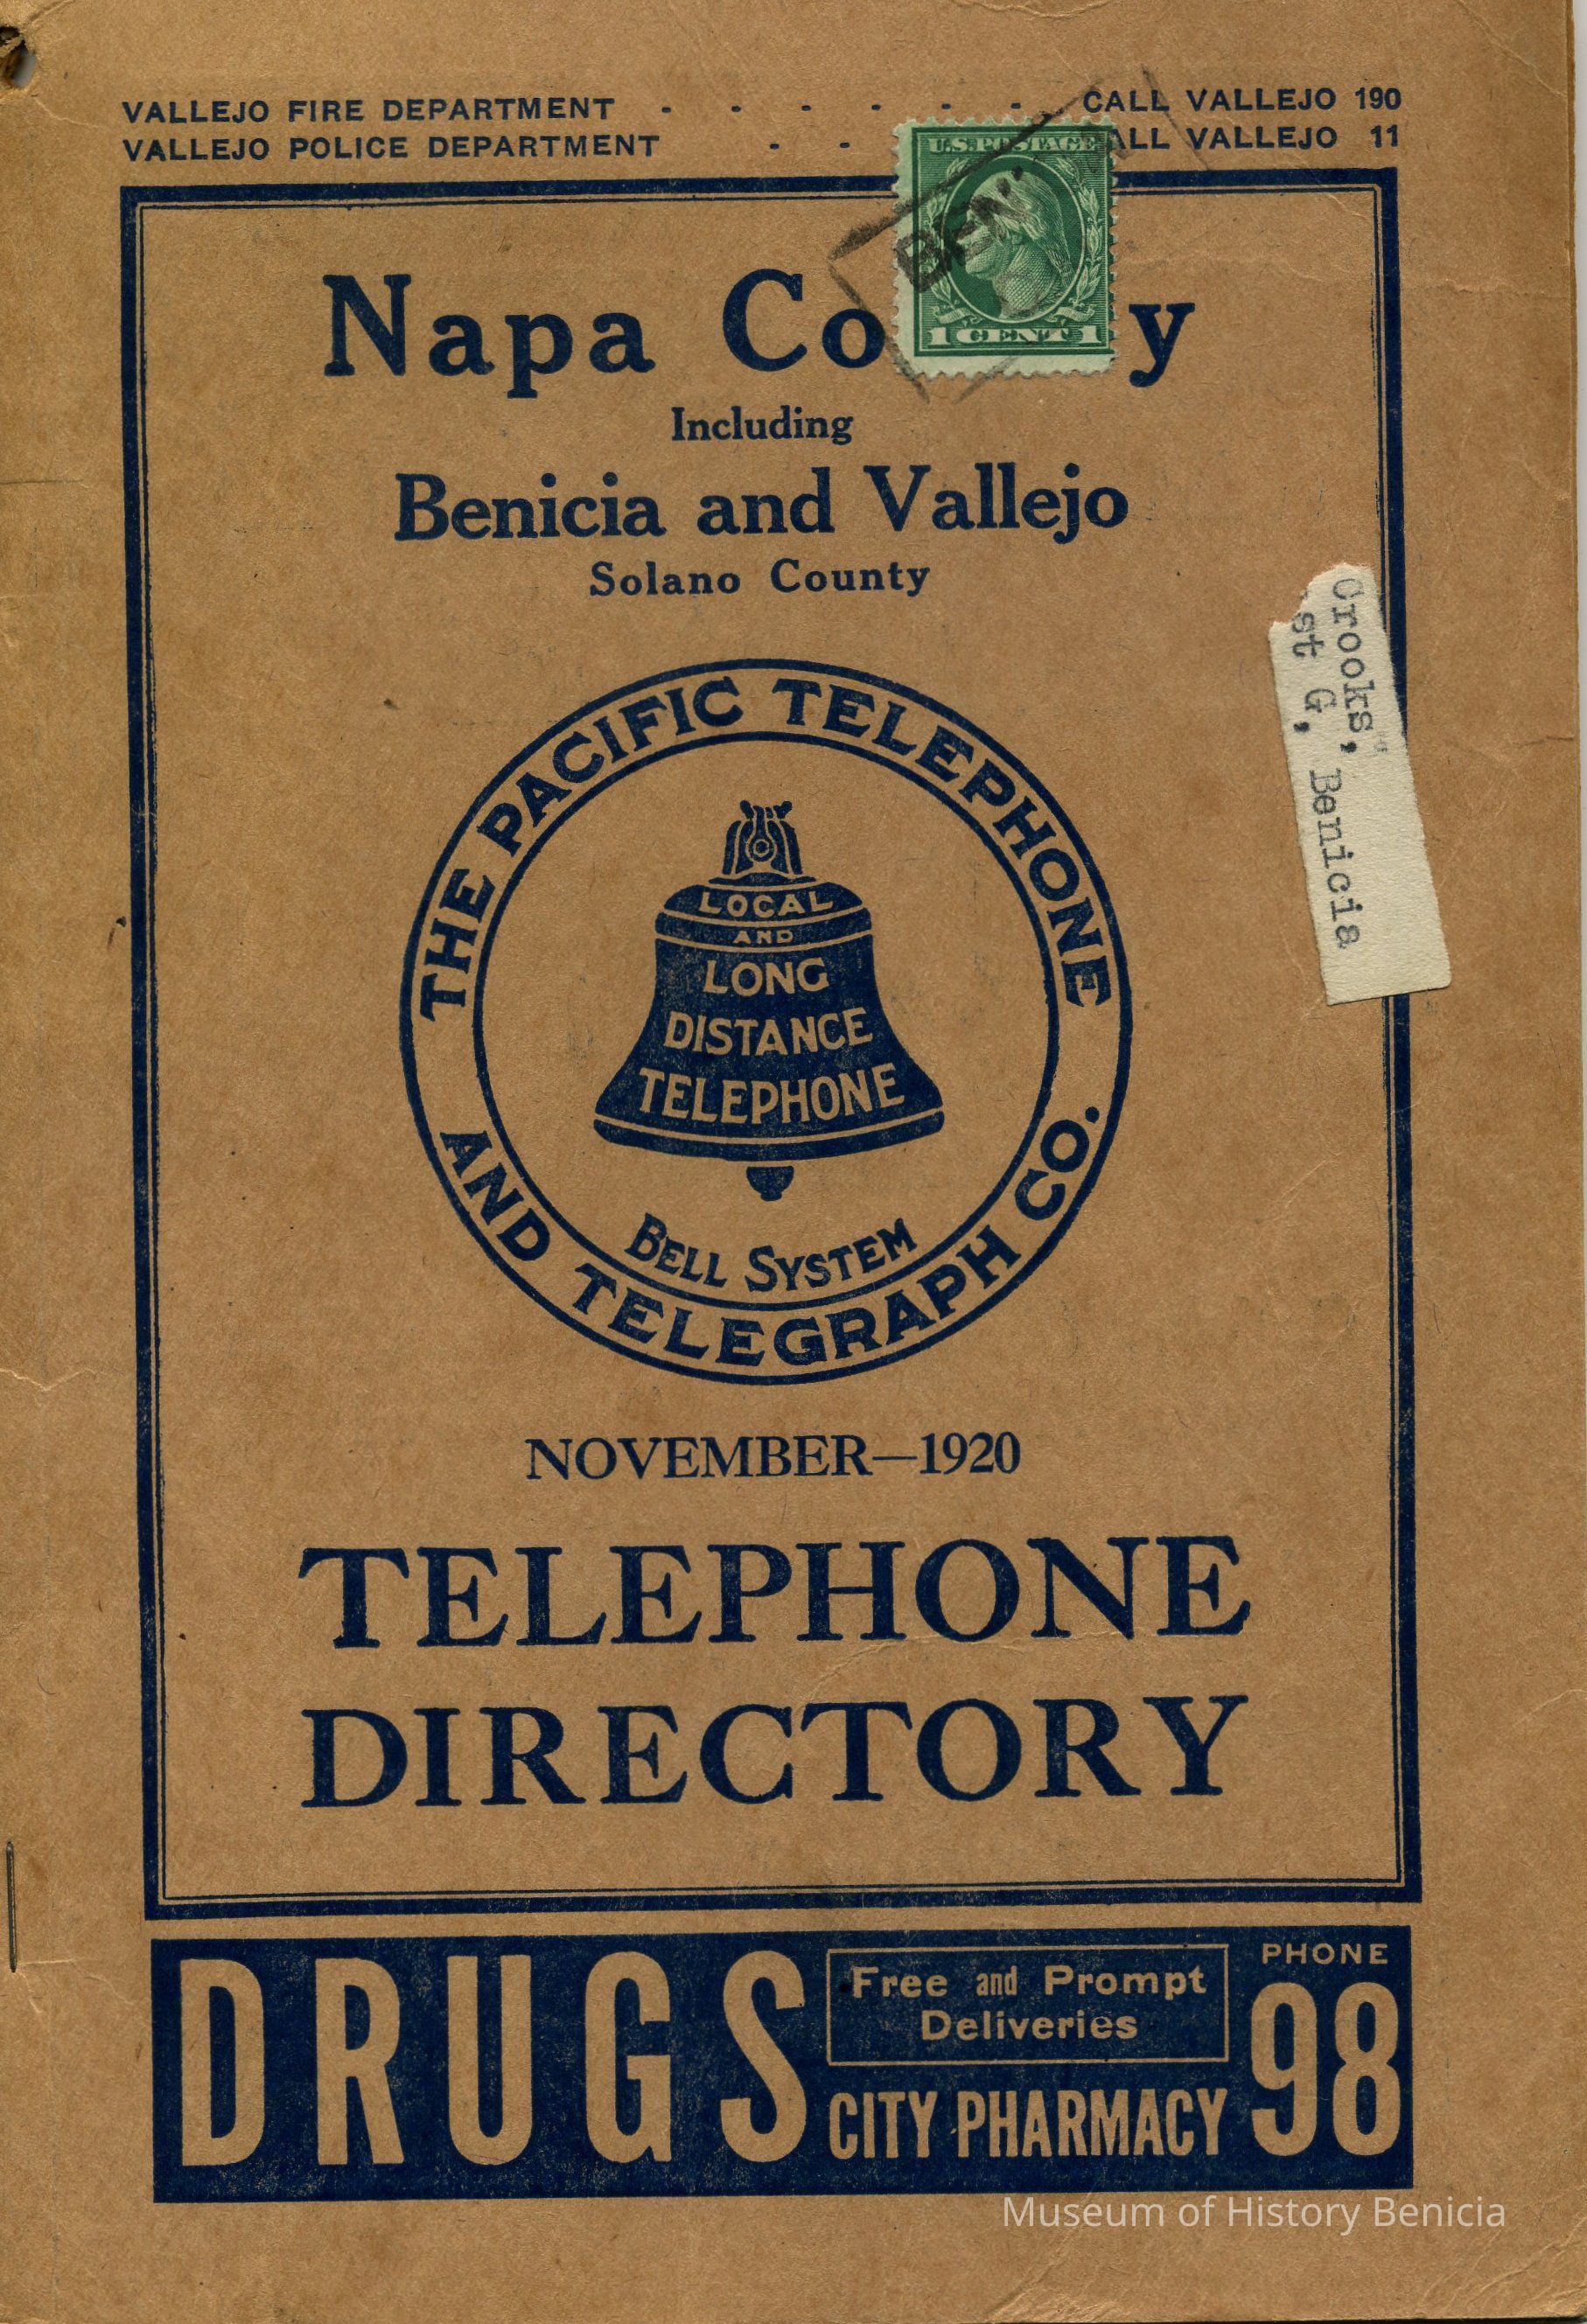 VALLEJO FIRE DEPARTMENT - - - - - - CALL VALLEJO 190
VALLEJO POLICE DEPARTMENT - - ALL VALLEJO 11
U.S. POSTAGE
BEN
1 CENT 1
Napa Co y
Including
Benicia and Vallejo
Solano County
Crooks,
st G, Benicia
THE PACIFIC TELEPHONE
AND TELEGRAPH CO.
LOCAL
AND
LONG
DISTANCE
TELEPHONE
BELL SYSTEM
NOVEMBER—1920
TELEPHONE
DIRECTORY
DRUGS
Free and Prompt
Deliveries
CITY PHARMACY
PHONE
98
Museum of History Benicia